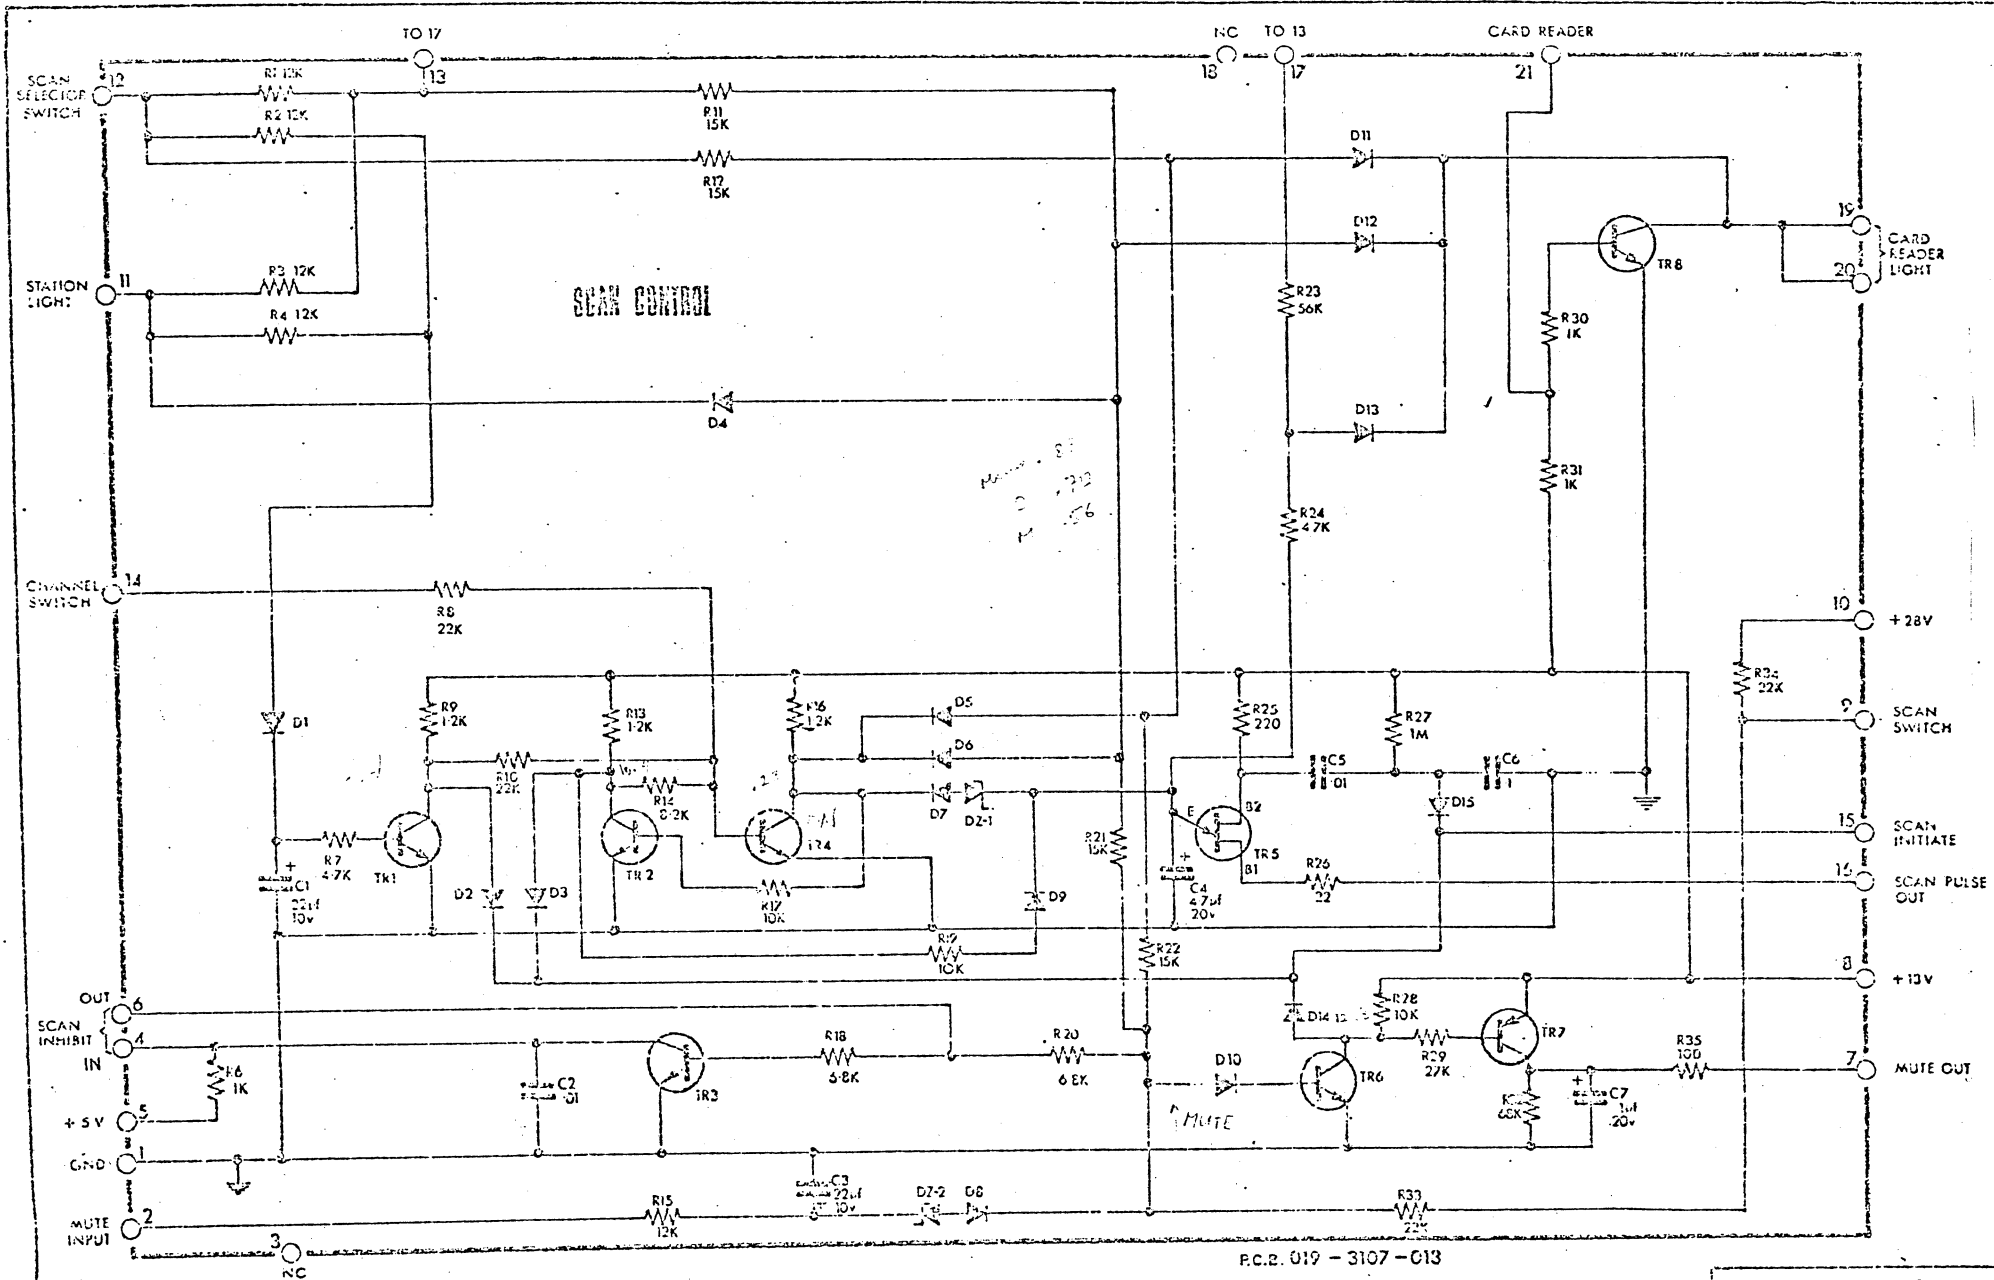 TO 17
NC
TO 13
CARD READER
SCAN
SELECTOR
SWITCH
12
13
18
17
21
R1 12K
R2 12K
R11
15K
R12
15K
D11
D12
19
20
CARD
READER
LIGHT
TR8
STATION
LIGHT
11
R3 12K
R4 12K
SCAN CONTROL
R23
56K
R30
1K
D4
D13
R31
1K
R24
4.7K
CHANNEL
SWITCH
14
R8
22K
10
+28V
R34
22K
9
SCAN
SWITCH
D1
R9
1·2K
R13
1·2K
R16
1.2K
D5
D6
R25
220
R27
1M
R10
22K
R14
8·2K
D7
DZ-1
C5
·01
C6
·1
D15
E
B2
B1
TR5
15
SCAN
INITIATE
R7
4·7K
TR1
TR2
TR4
R21
15K
R26
22
16
SCAN PULSE
OUT
C1
22µf
10v
D2
D3
R17
10K
D9
C4
4.7µf
20v
R19
10K
R22
15K
8
+13V
OUT
6
SCAN
INHIBIT
4
IN
R6
1K
C2
·01
TR3
R18
6.8K
R20
6.8K
D10
D14
R28
10K
R29
27K
TR6
TR7
R35
100
7
MUTE OUT
68K
C7
.1µf
20v
MUTE
+5V
5
GND
1
MUTE
INPUT
2
3
NC
R15
12K
C3
22µf
10v
DZ-2
D8
R33
22K
P.C.B. 019-3107-013